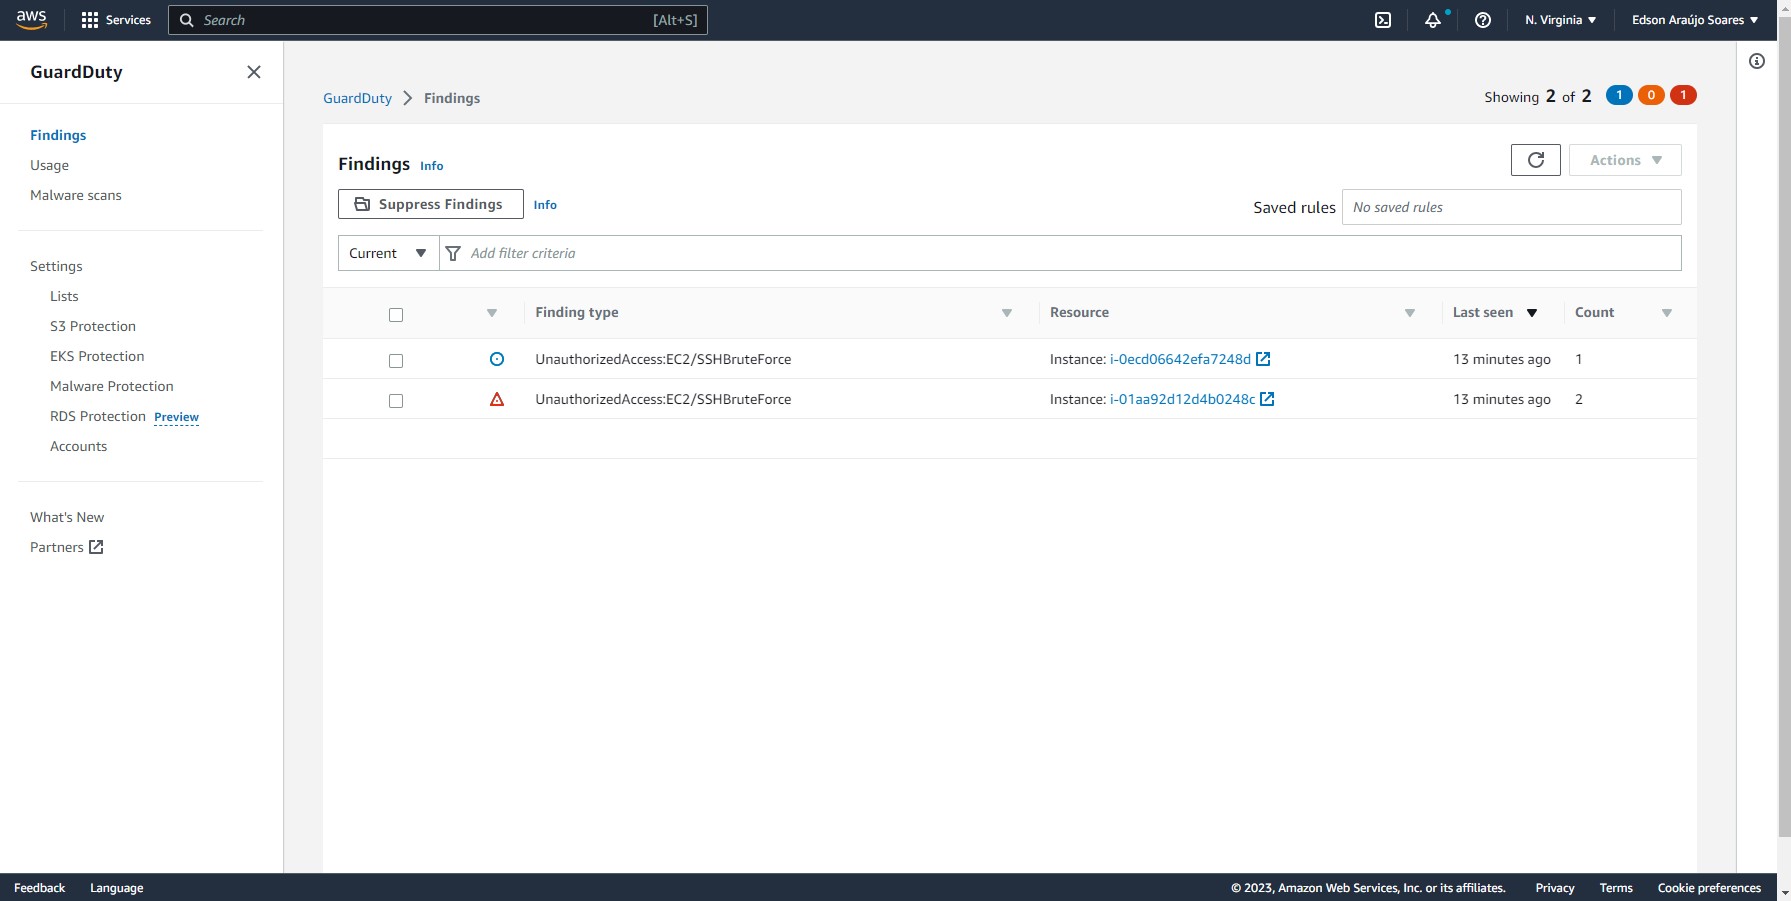 aws
Services
Search
[Alt+S]
N. Virginia
Edson Araújo Soares
GuardDuty
Findings
Usage
Malware scans
Settings
Lists
S3 Protection
EKS Protection
Malware Protection
RDS Protection Preview
Accounts
What's New
Partners
GuardDuty
Findings
Showing 2 of 2
1
0
1
Findings Info
Actions
Suppress Findings Info
Saved rules
No saved rules
Current
Add filter criteria
Finding type Resource Last seen Count
UnauthorizedAccess:EC2/SSHBruteForce Instance: i-0ecd06642efa7248d 13 minutes ago 1
UnauthorizedAccess:EC2/SSHBruteForce Instance: i-01aa92d12d4b0248c 13 minutes ago 2
Feedback Language © 2023, Amazon Web Services, Inc. or its affiliates. Privacy Terms Cookie preferences